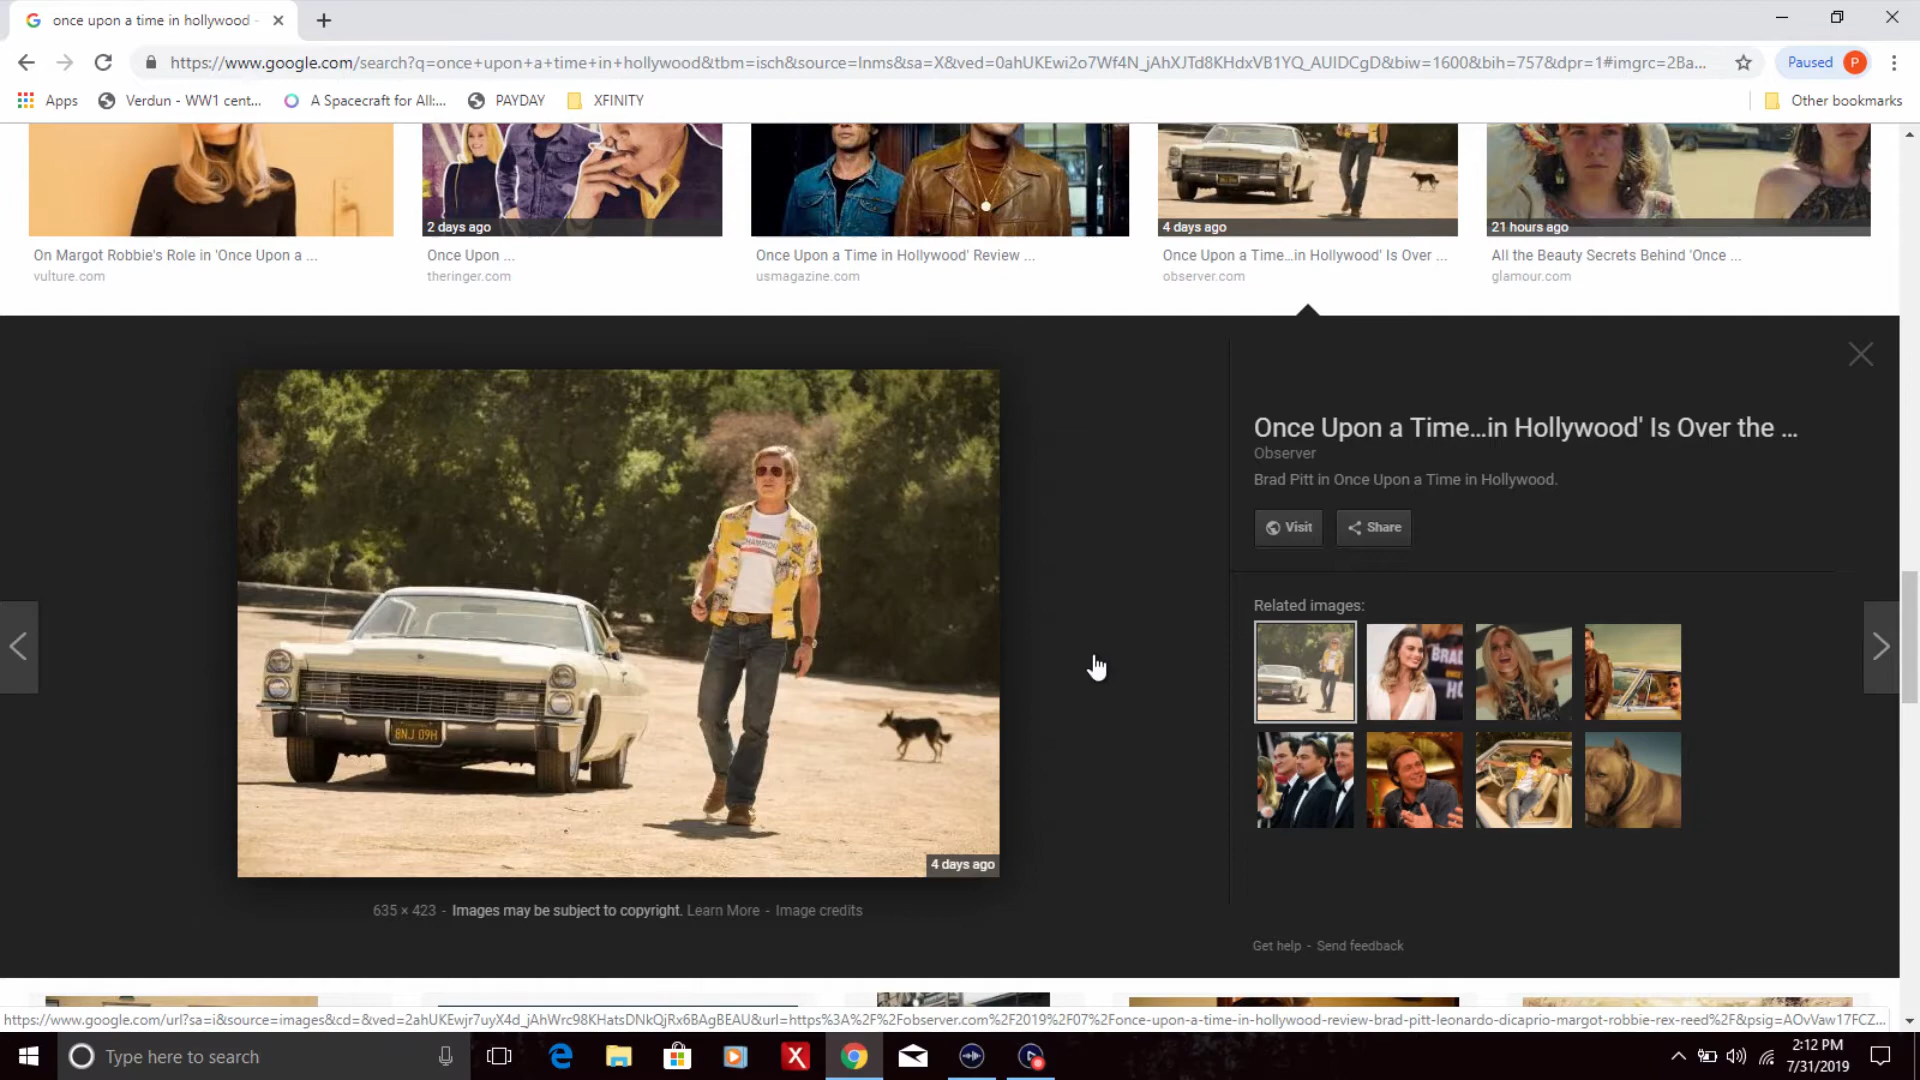 once upon a time in hollywood -
https://www.google.com/search?q=once+upon+a+time+in+hollywood&tbm=isch&source=lnms&sa=X&ved=0ahUKEwi2o7Wf4N_jAhXJTd8KHdxVB1YQ_AUIDCgD&biw=1600&bih=757&dpr=1#imgrc=2Ba...
Paused
P
Apps
Verdun - WW1 cent...
A Spacecraft for All:...
PAYDAY
XFINITY
Other bookmarks
2 days ago
4 days ago
21 hours ago
On Margot Robbie's Role in 'Once Upon a ...
vulture.com
Once Upon ...
theringer.com
Once Upon a Time in Hollywood' Review ...
usmagazine.com
Once Upon a Time…in Hollywood' Is Over ...
observer.com
All the Beauty Secrets Behind 'Once ...
glamour.com
CHAMPION
8NJ 09H
4 days ago
635 × 423 - Images may be subject to copyright. Learn More - Image credits
Once Upon a Time…in Hollywood' Is Over the ...
Observer
Brad Pitt in Once Upon a Time in Hollywood.
Visit
Share
Related images:
BRAD
HO
Get help - Send feedback
https://www.google.com/url?sa=i&source=images&cd=&ved=2ahUKEwjr7uyX4d_jAhWrc98KHatsDNkQjRx6BAgBEAU&url=https%3A%2F%2Fobserver.com%2F2019%2F07%2Fonce-upon-a-time-in-hollywood-review-brad-pitt-leonardo-dicaprio-margot-robbie-rex-reed%2F&psig=AOvVaw17FCZ...
Type here to search
2:12 PM
7/31/2019